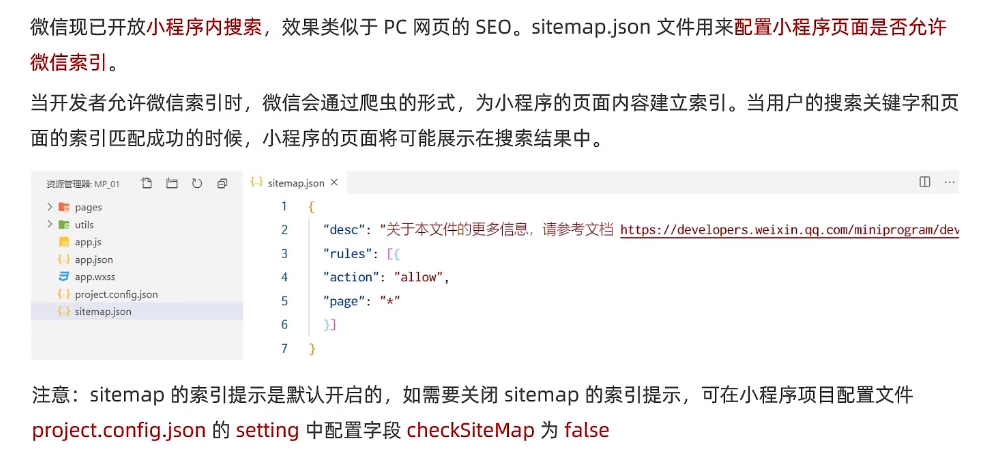 微信现已开放小程序内搜索，效果类似于 PC 网页的 SEO。sitemap.json 文件用来配置小程序页面是否允许
微信索引。
当开发者允许微信索引时，微信会通过爬虫的形式，为小程序的页面内容建立索引。当用户的搜索关键字和页
面的索引匹配成功的时候，小程序的页面将可能展示在搜索结果中。
资源管理器: MP_01
pages
utils
app.js
{..} app.json
app.wxss
{..} project.config.json
{..} sitemap.json
{..} sitemap.json × ···
1 {
2 "desc": "关于本文件的更多信息，请参考文档 https://developers.weixin.qq.com/miniprogram/dev
3 "rules": [{
4 "action": "allow",
5 "page": "*"
6 }]
7 }
注意：sitemap 的索引提示是默认开启的，如需要关闭 sitemap 的索引提示，可在小程序项目配置文件
project.config.json 的 setting 中配置字段 checkSiteMap 为 false